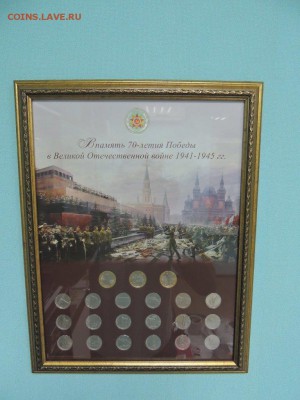 COINS.LAVE.RU
В память 70-летия Победы
в Великой Отечественной войне 1941-1945 гг.